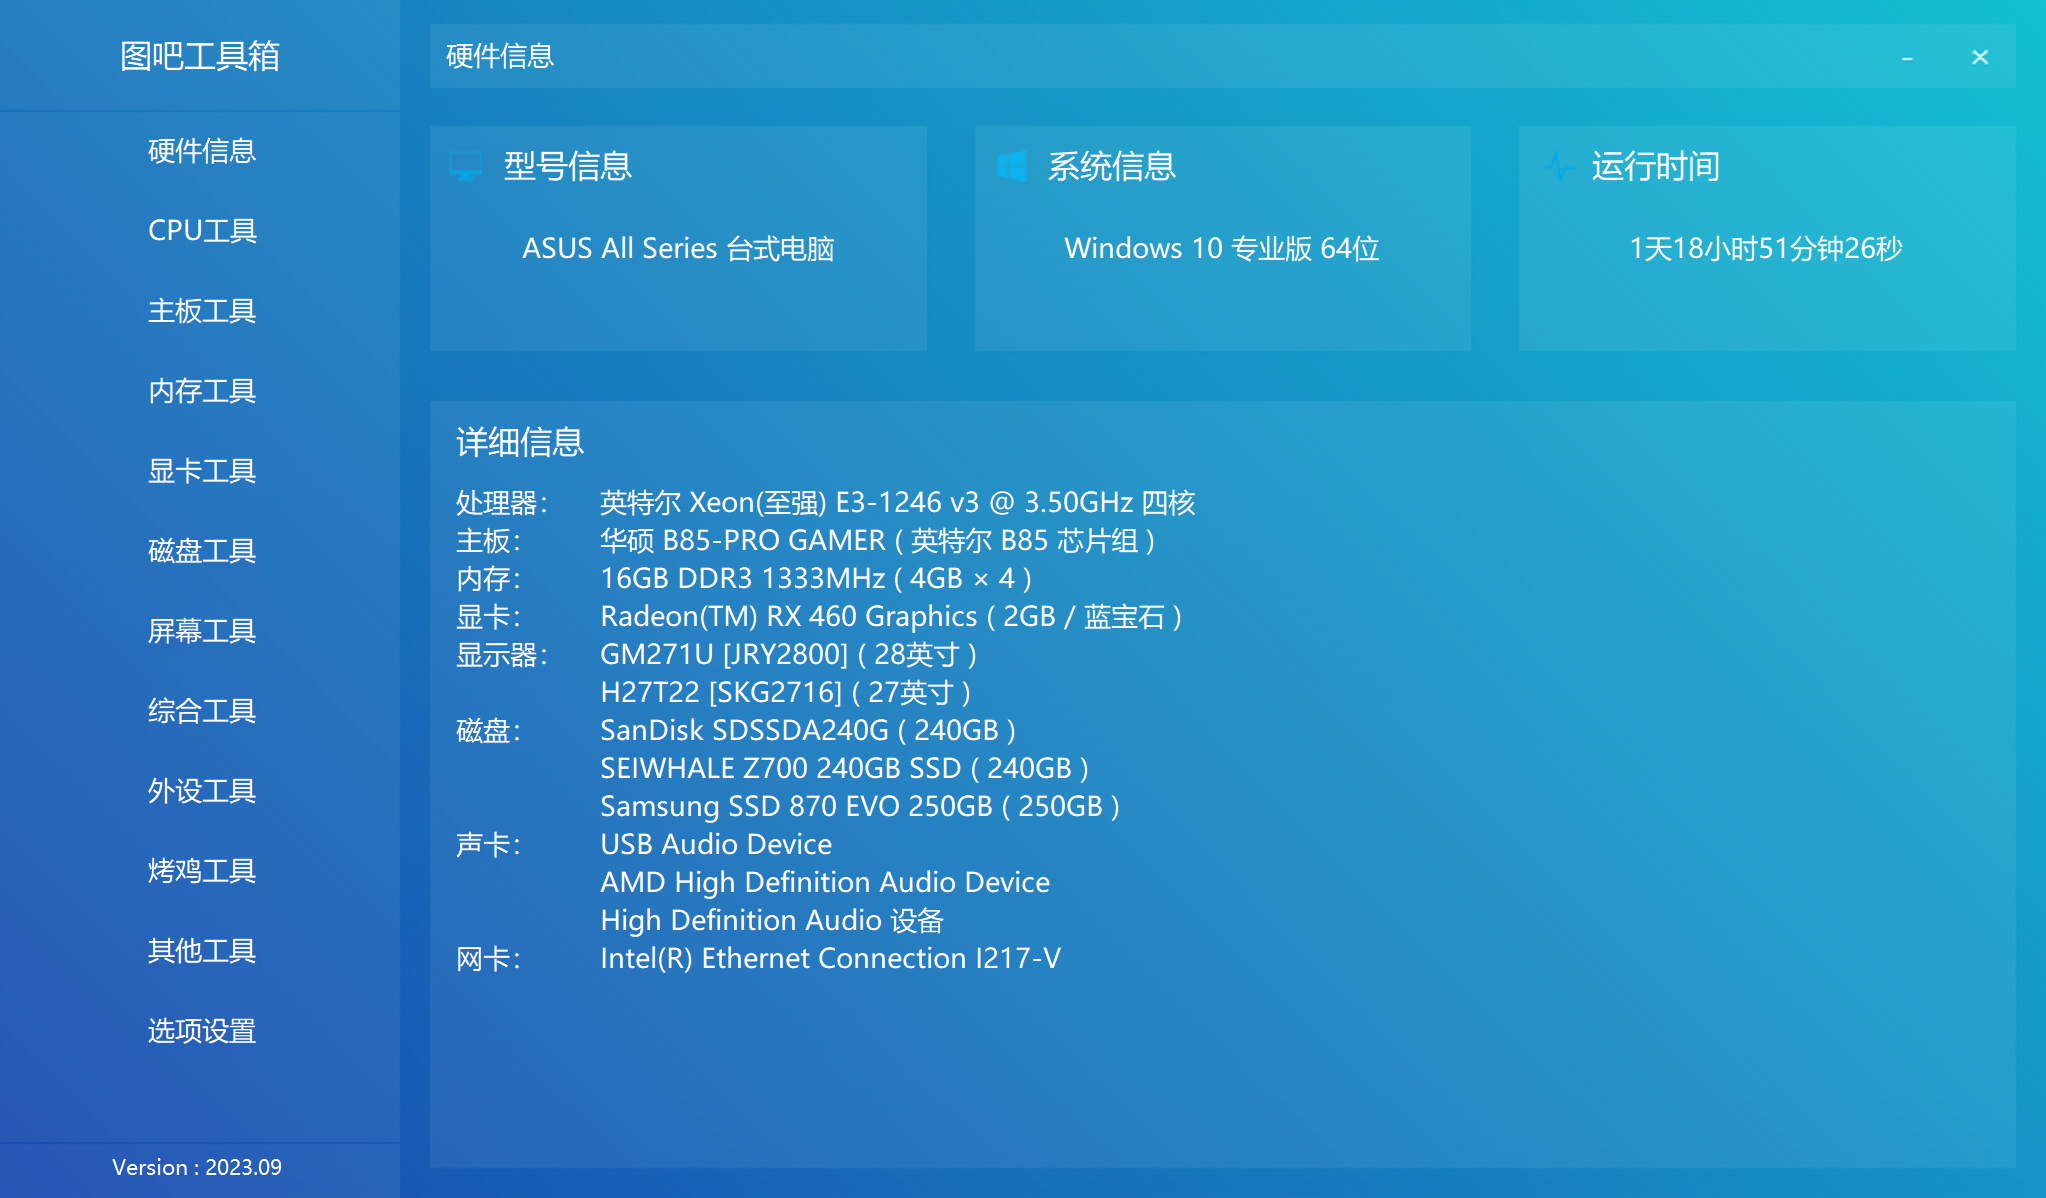 图吧工具箱
硬件信息
CPU工具
主板工具
内存工具
显卡工具
磁盘工具
屏幕工具
综合工具
外设工具
烤鸡工具
其他工具
选项设置
Version : 2023.09
硬件信息
型号信息
ASUS All Series 台式电脑
系统信息
Windows 10 专业版 64位
运行时间
1天18小时51分钟26秒
详细信息
处理器： 英特尔 Xeon(至强) E3-1246 v3 @ 3.50GHz 四核
主板： 华硕 B85-PRO GAMER ( 英特尔 B85 芯片组 )
内存： 16GB DDR3 1333MHz ( 4GB × 4 )
显卡： Radeon(TM) RX 460 Graphics ( 2GB / 蓝宝石 )
显示器： GM271U [JRY2800] ( 28英寸 )
H27T22 [SKG2716] ( 27英寸 )
磁盘： SanDisk SDSSDA240G ( 240GB )
SEIWHALE Z700 240GB SSD ( 240GB )
Samsung SSD 870 EVO 250GB ( 250GB )
声卡： USB Audio Device
AMD High Definition Audio Device
High Definition Audio 设备
网卡： Intel(R) Ethernet Connection I217-V